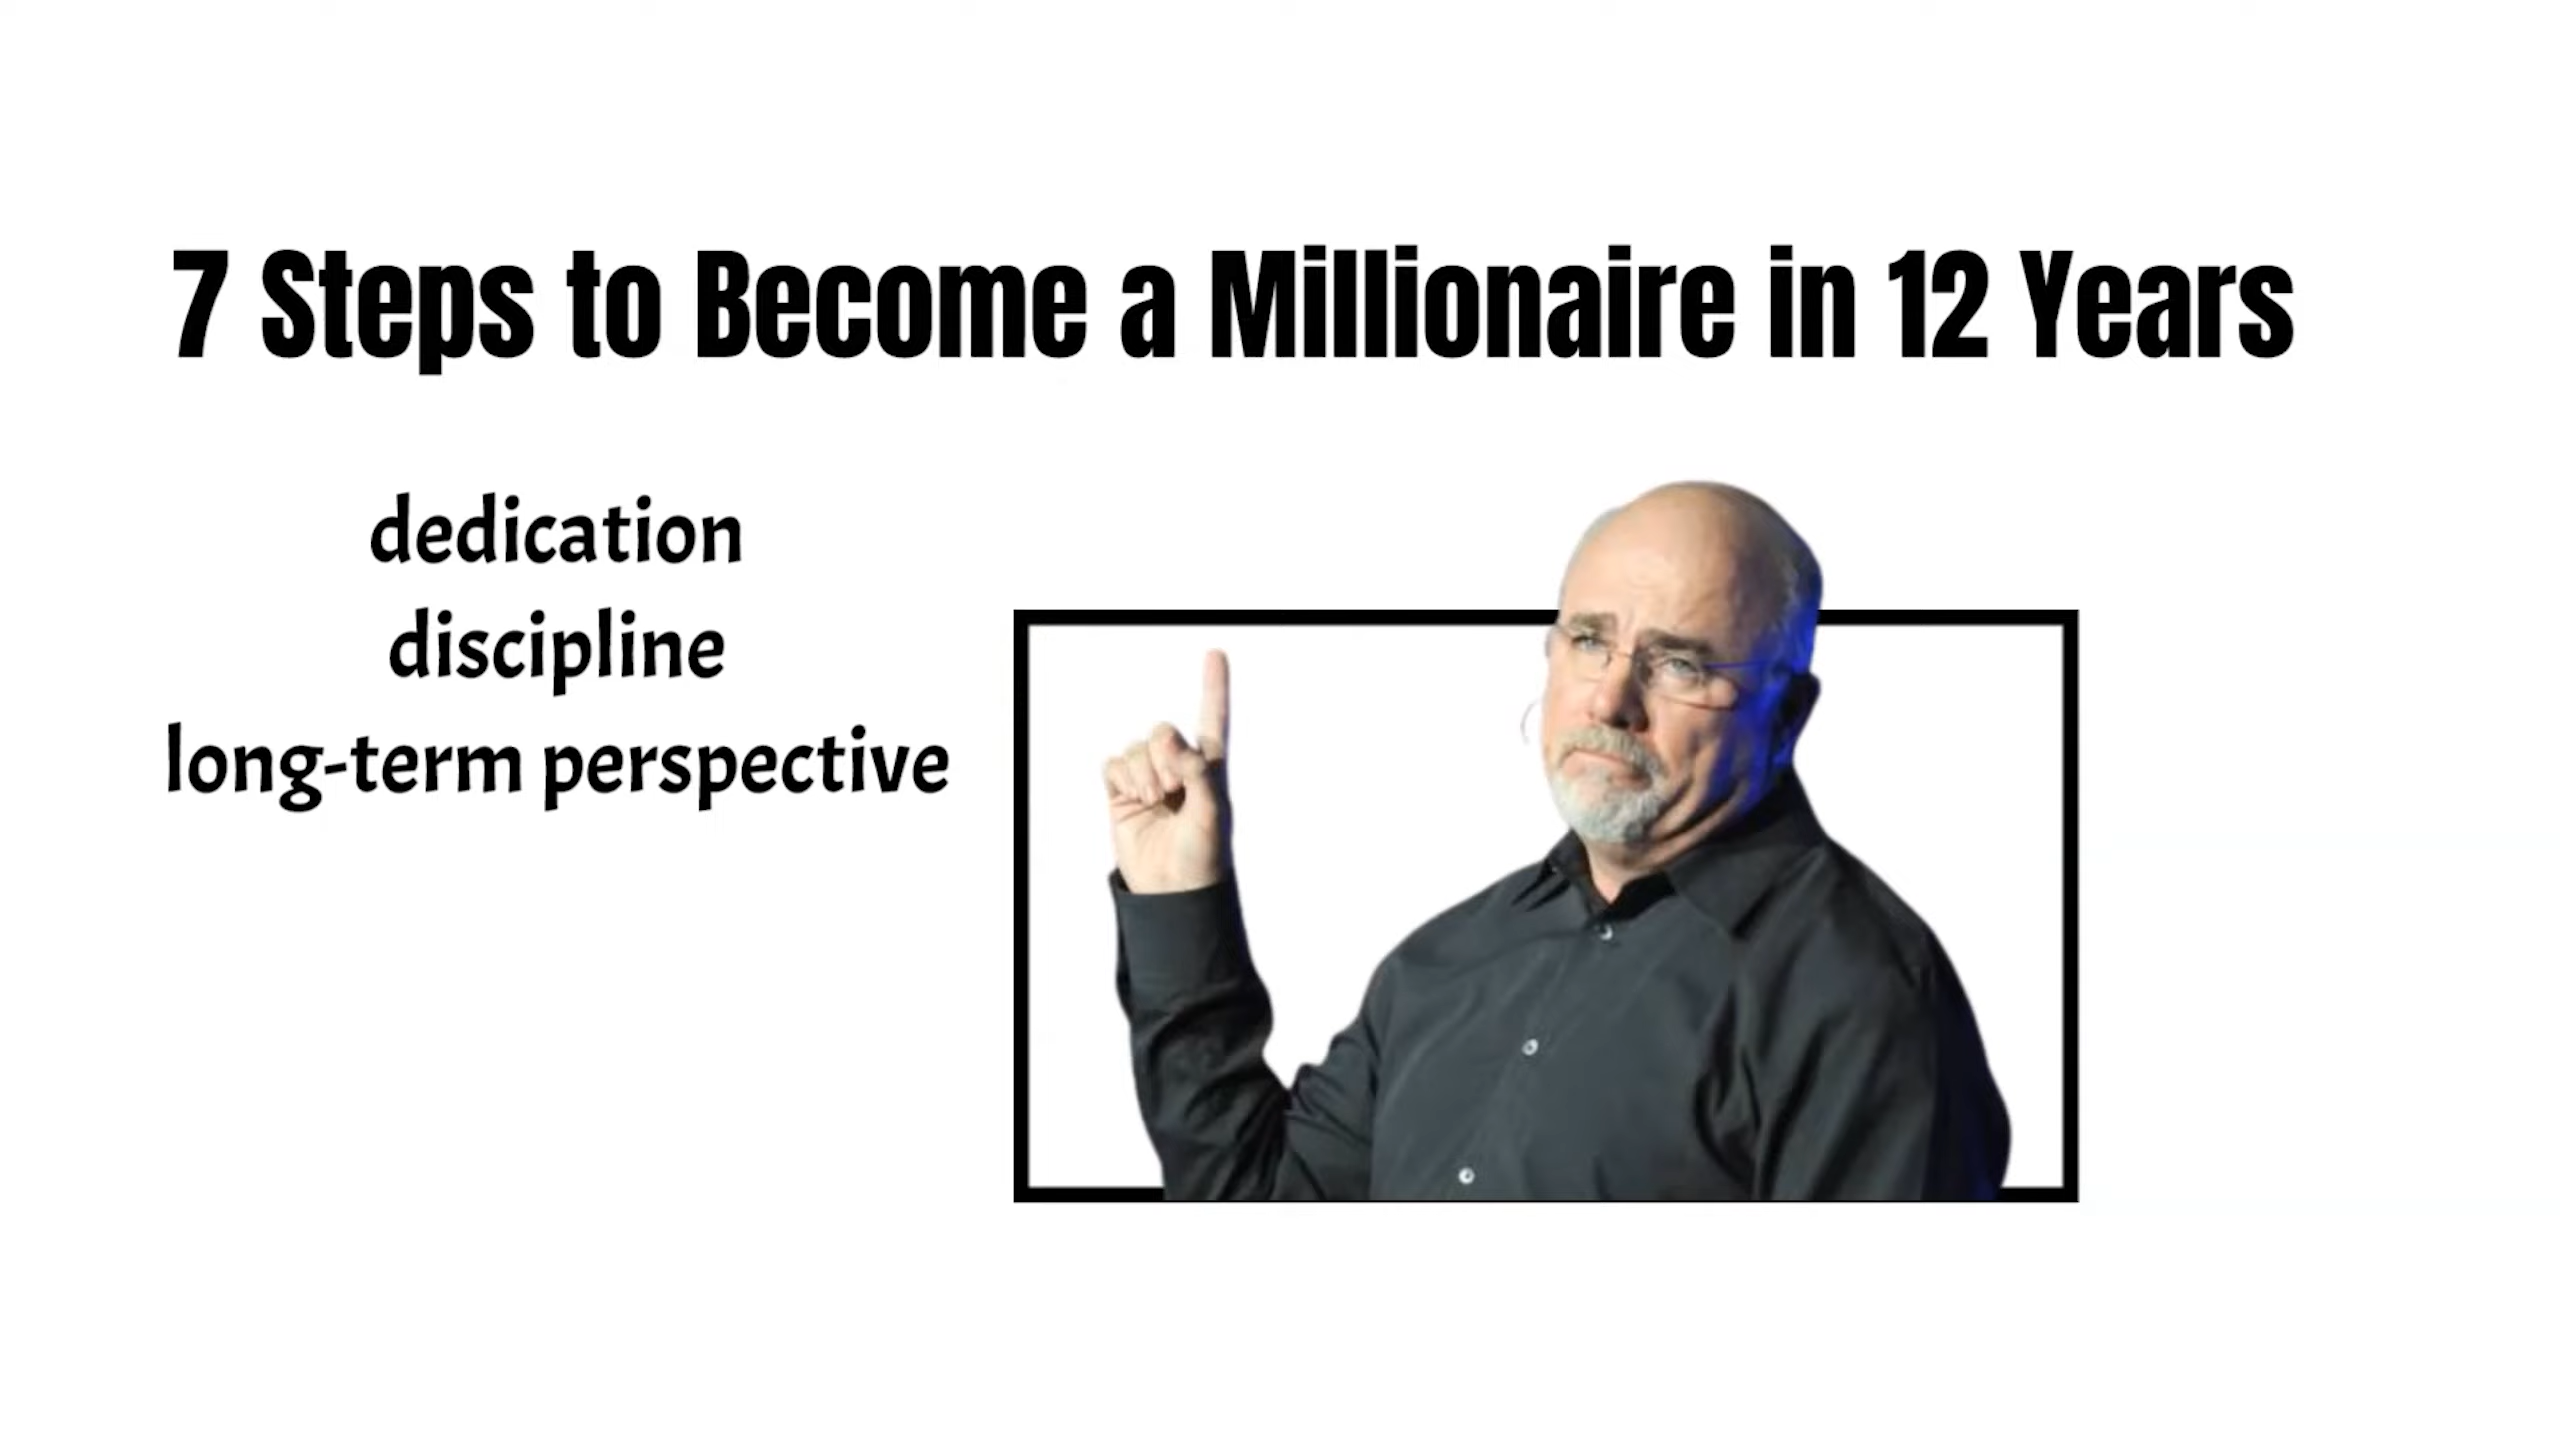 7 Steps to Become a Millionaire in 12 Years
dedication
discipline
long-term perspective